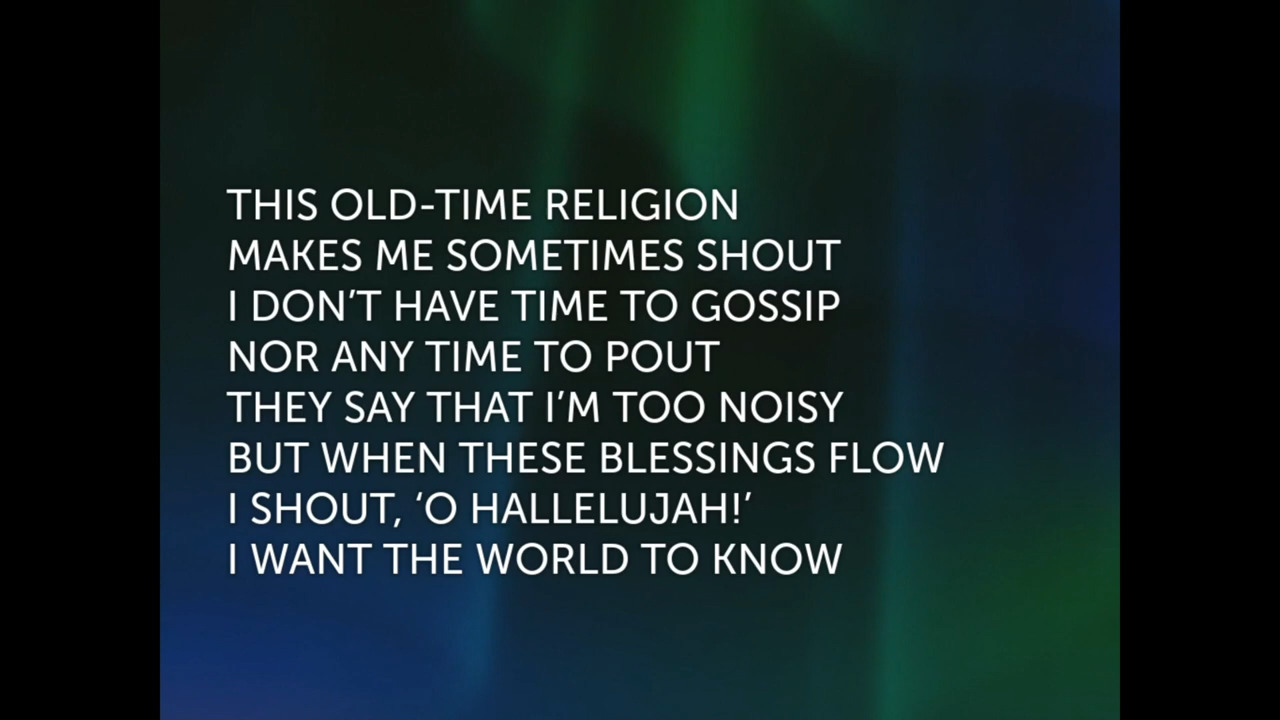 THIS OLD-TIME RELIGION
MAKES ME SOMETIMES SHOUT
I DON’T HAVE TIME TO GOSSIP
NOR ANY TIME TO POUT
THEY SAY THAT I’M TOO NOISY
BUT WHEN THESE BLESSINGS FLOW
I SHOUT, ‘O HALLELUJAH!’
I WANT THE WORLD TO KNOW